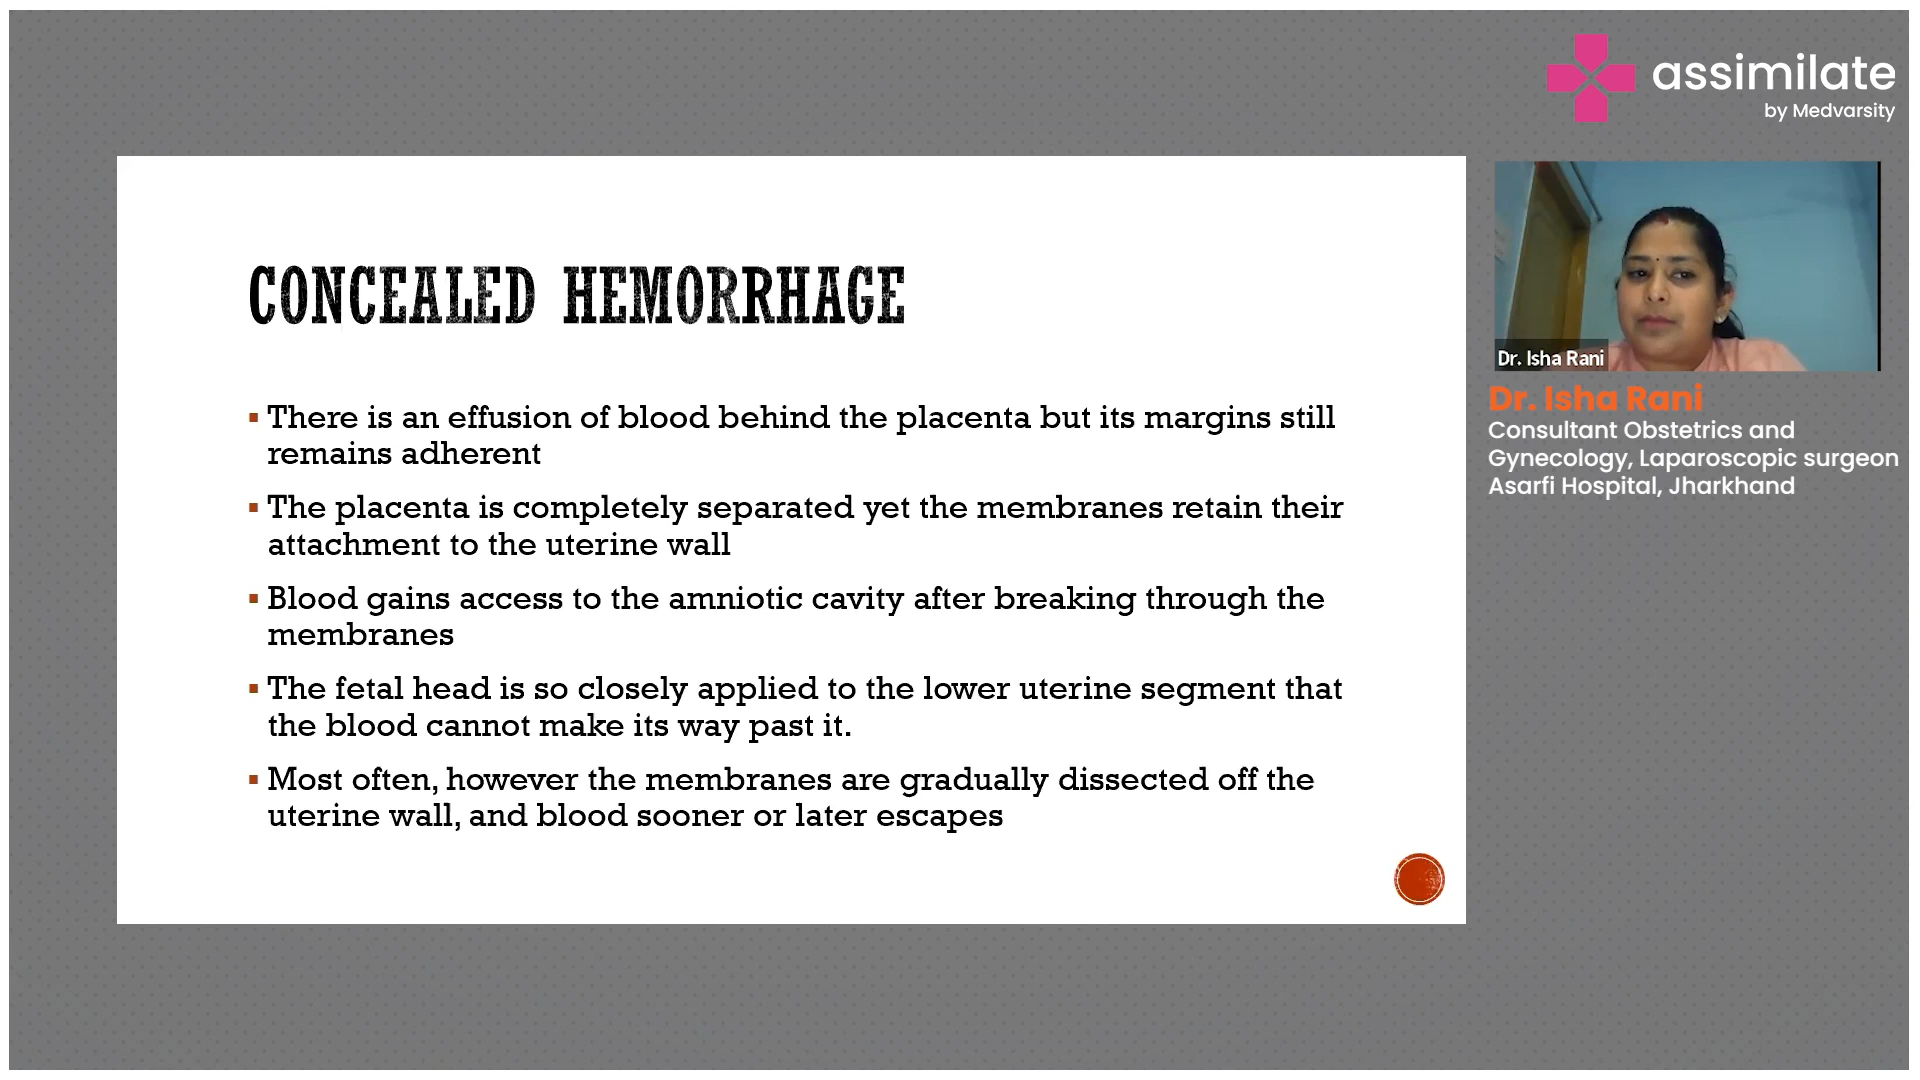 assimilate
by Medvarsity
CONCEALED HEMORRHAGE
There is an effusion of blood behind the placenta but its margins still
remains adherent
The placenta is completely separated yet the membranes retain their
attachment to the uterine wall
Blood gains access to the amniotic cavity after breaking through the
membranes
The fetal head is so closely applied to the lower uterine segment that
the blood cannot make its way past it.
Most often, however the membranes are gradually dissected off the
uterine wall, and blood sooner or later escapes
Dr. Isha Rani
Dr. Isha Rani
Consultant Obstetrics and
Gynecology, Laparoscopic surgeon
Asarfi Hospital, Jharkhand